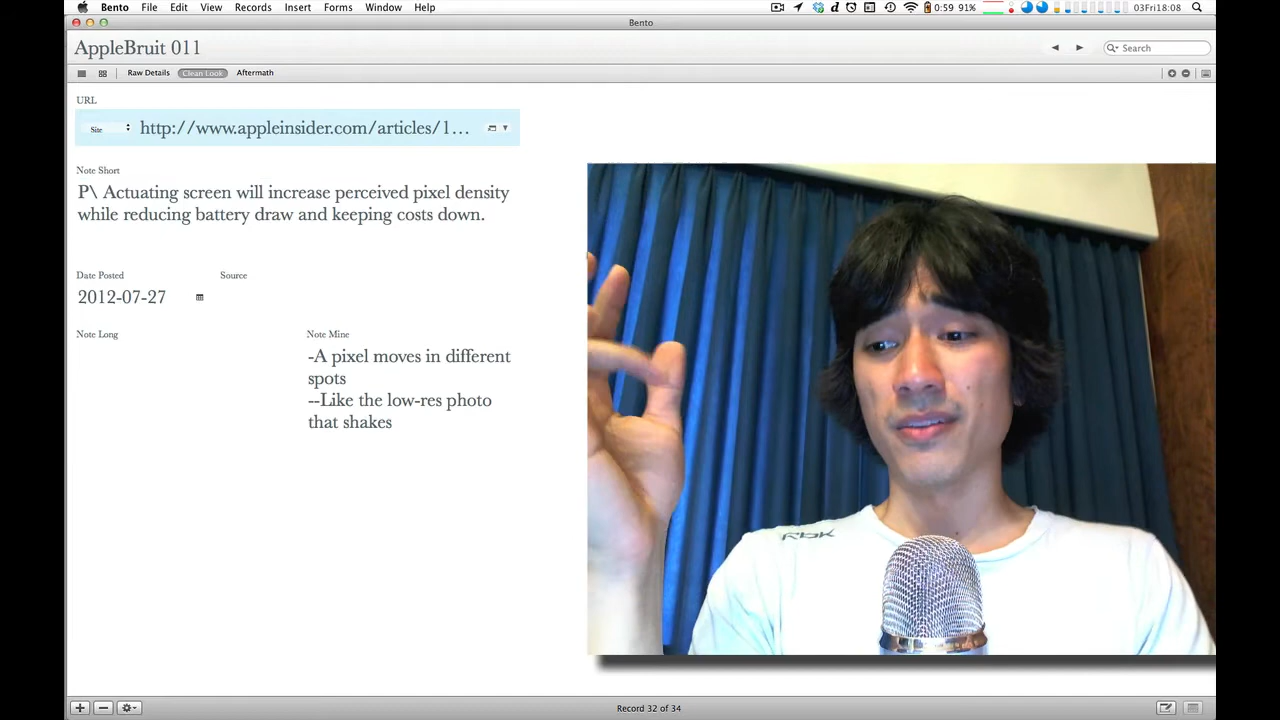 Bento File Edit View Records Insert Forms Window Help 0:59 91% 03Fri18:08
Bento
AppleBruit 011
Search
Raw Details Clean Look Aftermath
URL
Site http://www.appleinsider.com/articles/1...
Note Short
P\ Actuating screen will increase perceived pixel density
while reducing battery draw and keeping costs down.
Date Posted Source
2012-07-27
Note Long Note Mine
-A pixel moves in different
spots
--Like the low-res photo
that shakes
RBK
Record 32 of 34